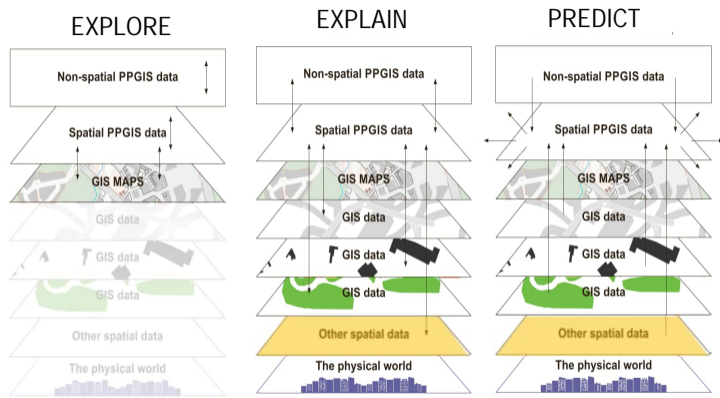 EXPLORE
Non-spatial PPGIS data
Spatial PPGIS data
GIS MAPS
GIS data
GIS data
GIS data
Other spatial data
The physical world
EXPLAIN
Non-spatial PPGIS data
Spatial PPGIS data
GIS MAPS
GIS data
GIS data
GIS data
Other spatial data
The physical world
PREDICT
Non-spatial PPGIS data
Spatial PPGIS data
GIS MAPS
GIS data
GIS data
GIS data
Other spatial data
The physical world